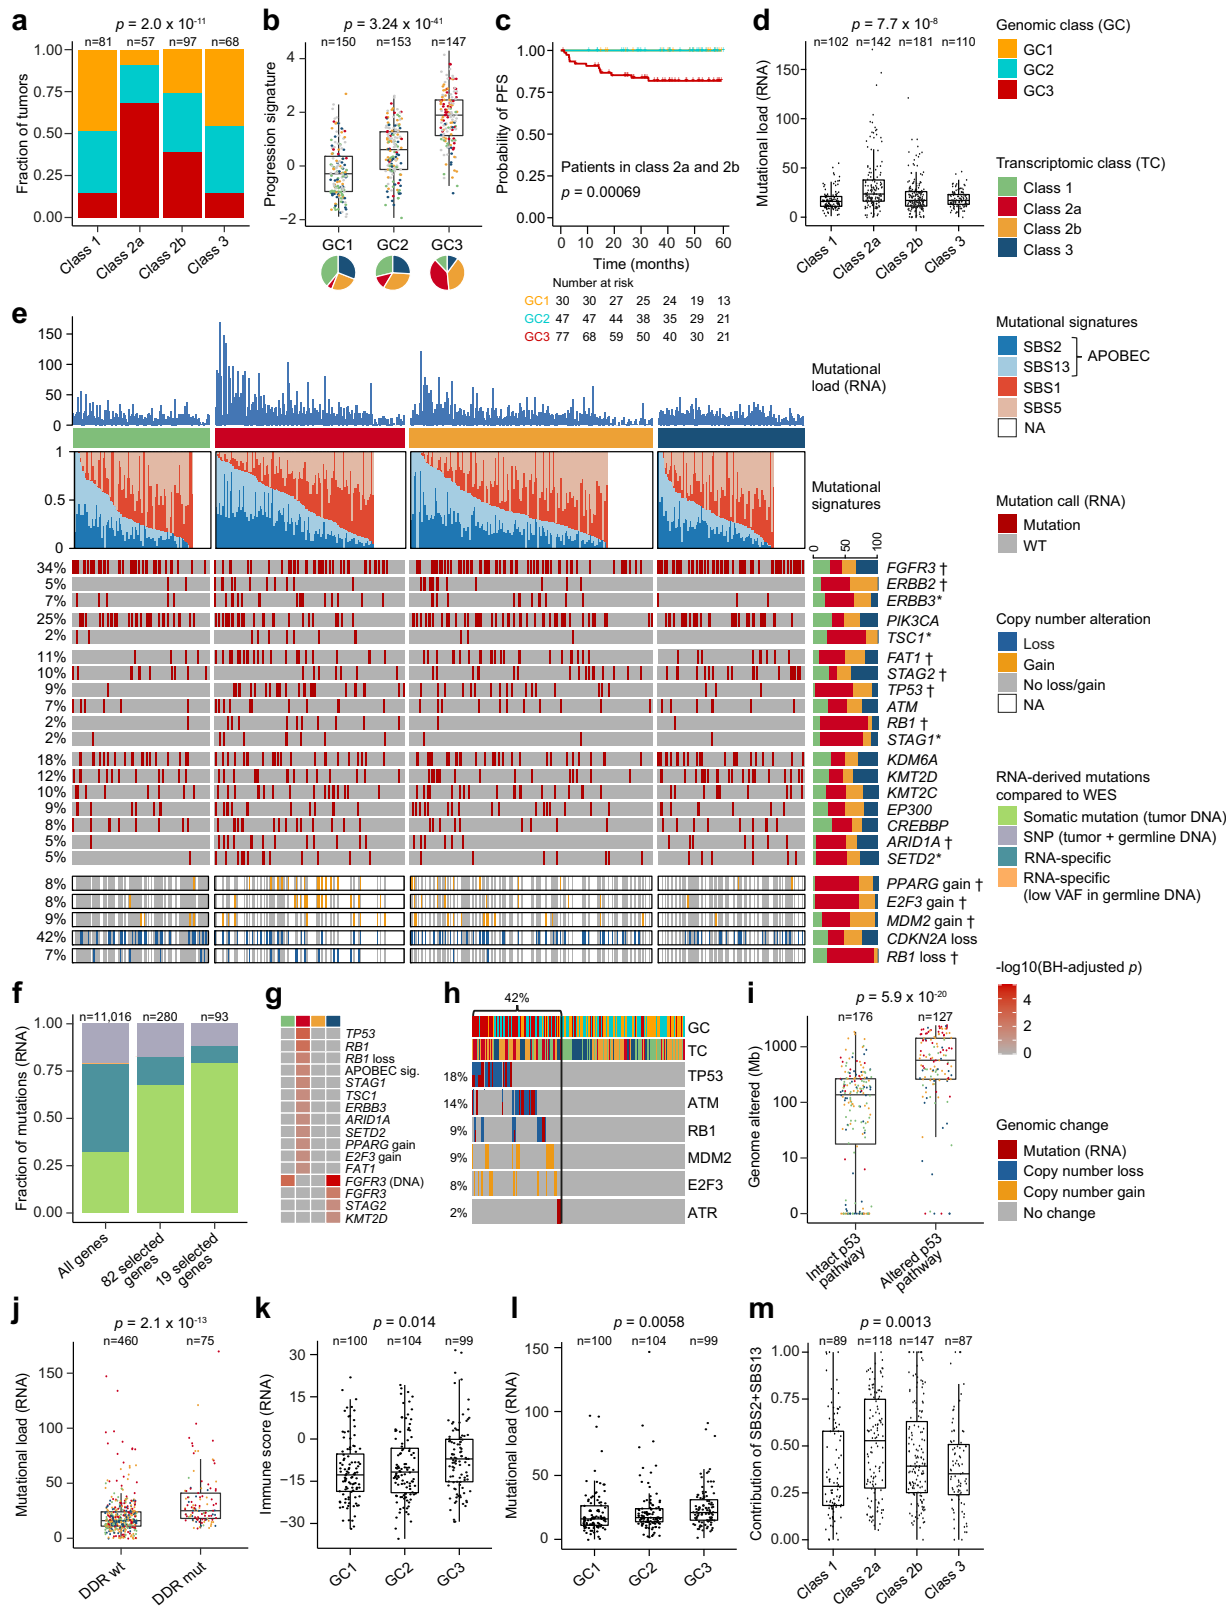 a
p = 2.0 x 10-11
n=81 n=57 n=97 n=68
Fraction of tumors
1.00
0.75
0.50
0.25
0.00
Class 1 Class 2a Class 2b Class 3
b
p = 3.24 x 10-41
n=150 n=153 n=147
Progression signature
4
2
0
−2
GC1 GC2 GC3
c
Probability of PFS
1.00
0.75
0.50
0.25
0.00
Patients in class 2a and 2b
p = 0.00069
0 10 20 30 40 50 60
Time (months)
Number at risk
GC1 30 30 27 25 24 19 13
GC2 47 47 44 38 35 29 21
GC3 77 68 59 50 40 30 21
d
p = 7.7 x 10-8
n=102 n=142 n=181 n=110
Mutational load (RNA)
150
100
50
0
Class 1 Class 2a Class 2b Class 3
Genomic class (GC)
GC1
GC2
GC3
Transcriptomic class (TC)
Class 1
Class 2a
Class 2b
Class 3
Mutational signatures
SBS2
SBS13
APOBEC
SBS1
SBS5
NA
Mutation call (RNA)
Mutation
WT
Copy number alteration
Loss
Gain
No loss/gain
NA
RNA-derived mutations
compared to WES
Somatic mutation (tumor DNA)
SNP (tumor + germline DNA)
RNA-specific
RNA-specific
(low VAF in germline DNA)
-log10(BH-adjusted p)
4
2
0
Genomic change
Mutation (RNA)
Copy number loss
Copy number gain
No change
e
150
100
50
0
Mutational
load (RNA)
1
0.5
0
Mutational
signatures
0 50 100
34% FGFR3 †
5% ERBB2 †
7% ERBB3*
25% PIK3CA
2% TSC1*
11% FAT1 †
10% STAG2 †
9% TP53 †
7% ATM
2% RB1 †
2% STAG1*
18% KDM6A
12% KMT2D
10% KMT2C
9% EP300
8% CREBBP
5% ARID1A †
5% SETD2*
8% PPARG gain †
8% E2F3 gain †
9% MDM2 gain †
42% CDKN2A loss
7% RB1 loss †
f
n=11,016 n=280 n=93
Fraction of mutations (RNA)
1.00
0.75
0.50
0.25
0.00
All genes
82 selected genes
19 selected genes
g
TP53
RB1
RB1 loss
APOBEC sig.
STAG1
TSC1
ERBB3
ARID1A
SETD2
PPARG gain
E2F3 gain
FAT1
FGFR3 (DNA)
FGFR3
STAG2
KMT2D
h
42%
GC
TC
18% TP53
14% ATM
9% RB1
9% MDM2
8% E2F3
2% ATR
i
p = 5.9 x 10-20
n=176 n=127
Genome altered (Mb)
1000
100
10
0
Intact p53 pathway
Altered p53 pathway
j
p = 2.1 x 10-13
n=460 n=75
Mutational load (RNA)
150
100
50
0
DDR wt DDR mut
k
p = 0.014
n=100 n=104 n=99
Immune score (RNA)
30
15
0
−15
−30
GC1 GC2 GC3
l
p = 0.0058
n=100 n=104 n=99
Mutational load (RNA)
150
100
50
0
GC1 GC2 GC3
m
p = 0.0013
n=89 n=118 n=147 n=87
Contribution of SBS2+SBS13
1.00
0.75
0.50
0.25
0.00
Class 1 Class 2a Class 2b Class 3